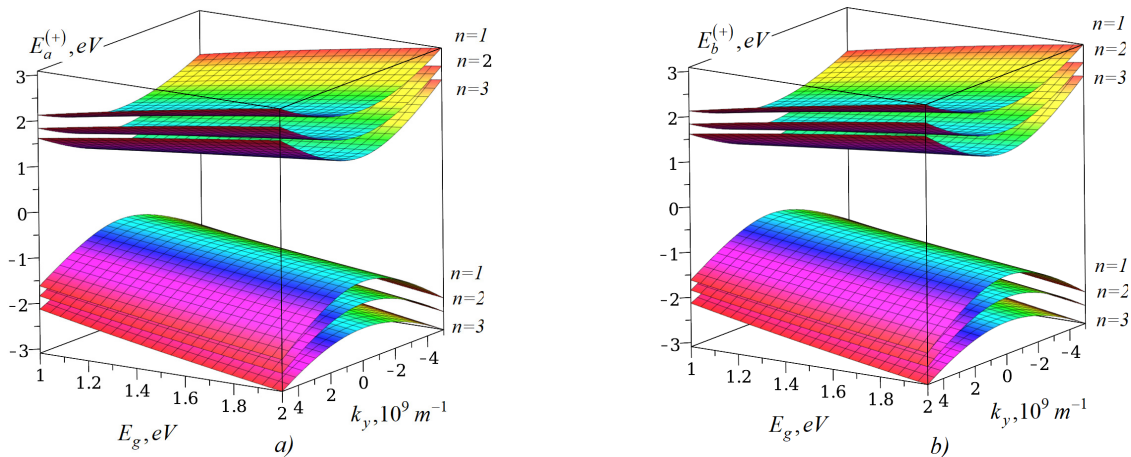 E_a^(+), eV
3
2
1
0
-1
-2
-3
n=1
n=2
n=3
n=1
n=2
n=3
1
1.2
1.4
1.6
1.8
2
4
2
0
-2
-4
E_g, eV
k_y, 10^9 m^-1
a)
E_b^(+), eV
3
2
1
0
-1
-2
-3
n=1
n=2
n=3
n=1
n=2
n=3
1
1.2
1.4
1.6
1.8
2
4
2
0
-2
-4
E_g, eV
k_y, 10^9 m^-1
b)